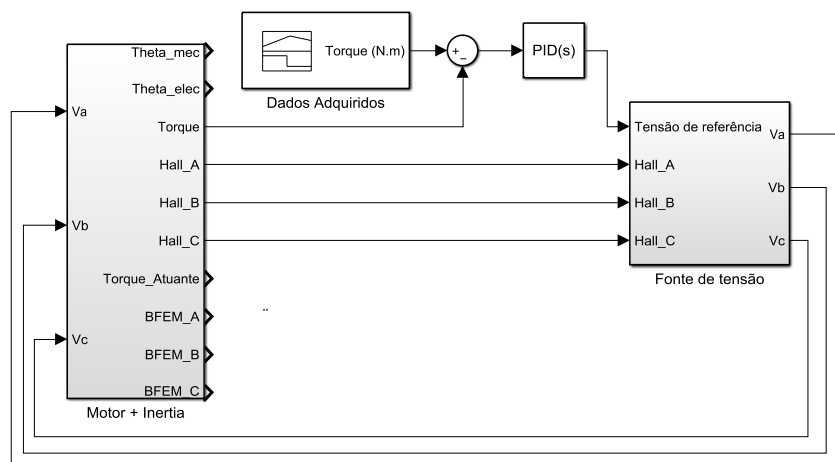 Theta_mec
Theta_elec
Torque
Hall_A
Hall_B
Hall_C
Torque_Atuante
BFEM_A
BFEM_B
BFEM_C
Va
Vb
Vc
Motor + Inertia
Torque (N.m)
Dados Adquiridos
+
−
PID(s)
Tensão de referência
Hall_A
Hall_B
Hall_C
Va
Vb
Vc
Fonte de tensão